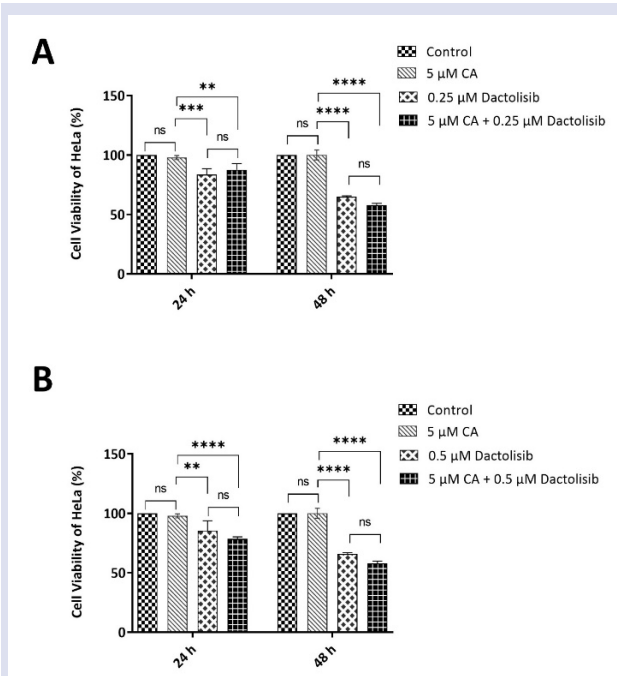 A
Control
5 µM CA
0.25 µM Dactolisib
5 µM CA + 0.25 µM Dactolisib
Cell Viability of HeLa (%)
150
100
50
0
ns
***
**
ns
ns
****
****
ns
24 h
48 h
B
Control
5 µM CA
0.5 µM Dactolisib
5 µM CA + 0.5 µM Dactolisib
Cell Viability of HeLa (%)
150
100
50
0
ns
**
****
ns
ns
****
****
ns
24 h
48 h